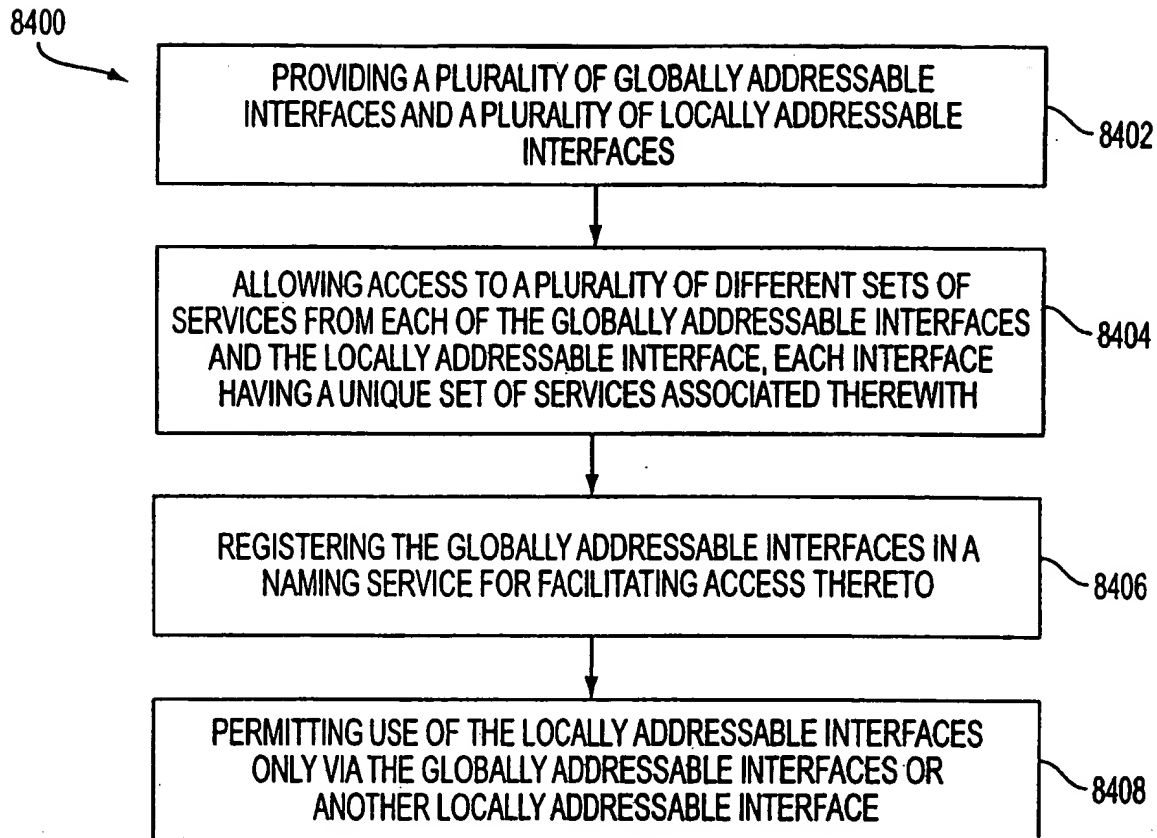 8400
PROVIDING A PLURALITY OF GLOBALLY ADDRESSABLE
INTERFACES AND A PLURALITY OF LOCALLY ADDRESSABLE
INTERFACES
8402
ALLOWING ACCESS TO A PLURALITY OF DIFFERENT SETS OF
SERVICES FROM EACH OF THE GLOBALLY ADDRESSABLE INTERFACES
AND THE LOCALLY ADDRESSABLE INTERFACE, EACH INTERFACE
HAVING A UNIQUE SET OF SERVICES ASSOCIATED THEREWITH
8404
REGISTERING THE GLOBALLY ADDRESSABLE INTERFACES IN A
NAMING SERVICE FOR FACILITATING ACCESS THERETO
8406
PERMITTING USE OF THE LOCALLY ADDRESSABLE INTERFACES
ONLY VIA THE GLOBALLY ADDRESSABLE INTERFACES OR
ANOTHER LOCALLY ADDRESSABLE INTERFACE
8408